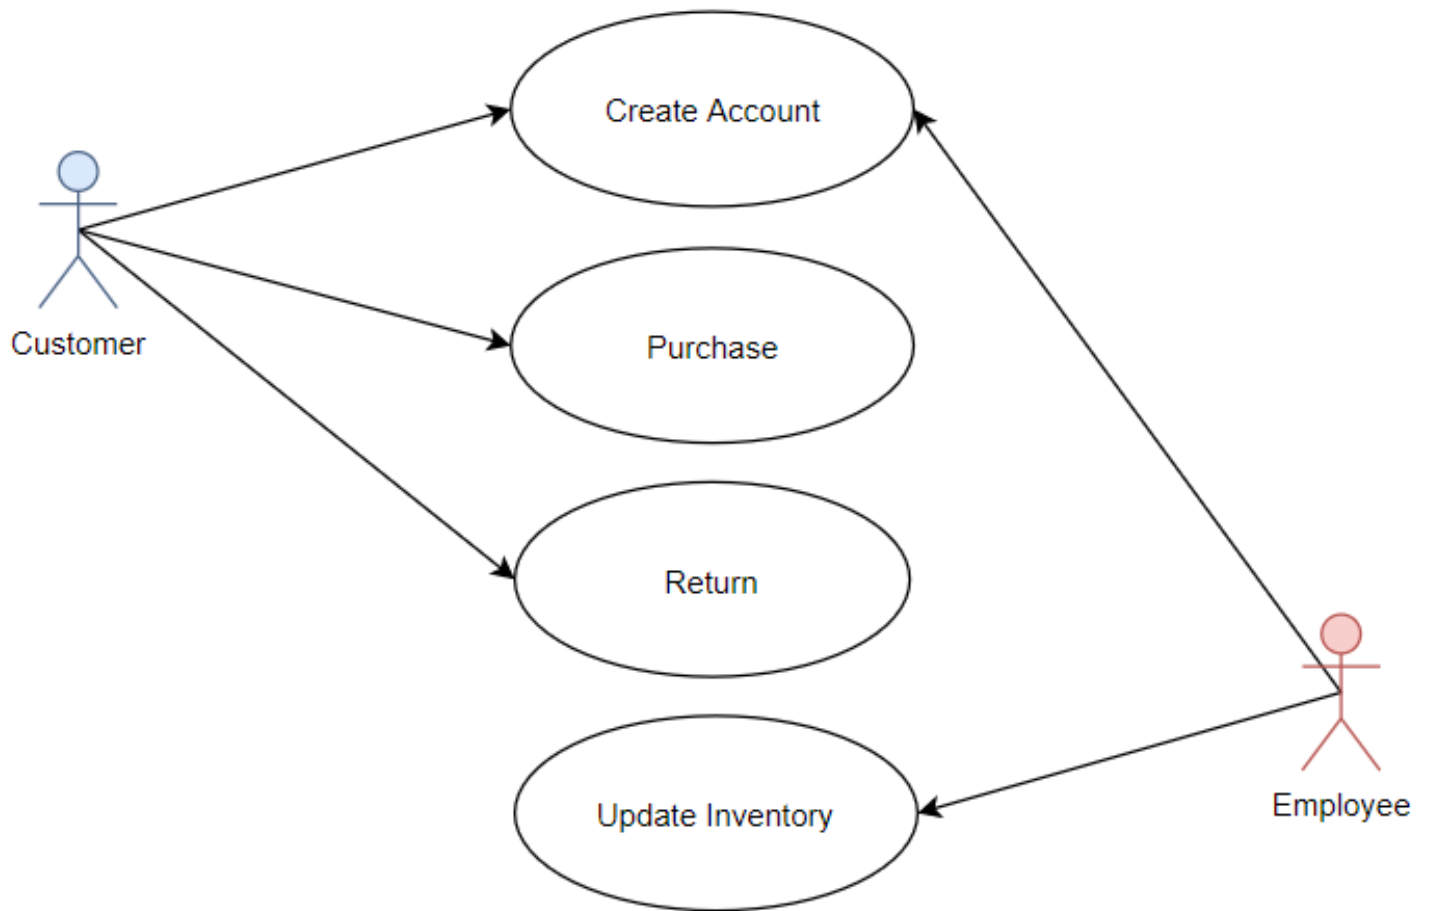 Create Account
Customer
Purchase
Return
Update Inventory
Employee